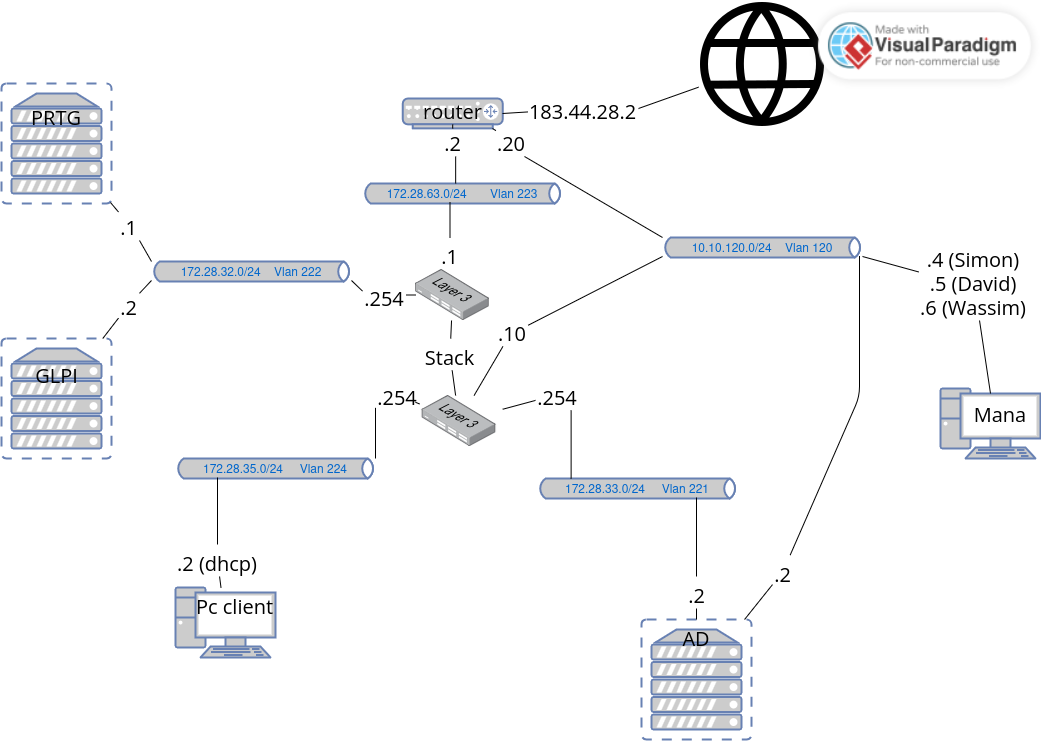 Made with
Visual Paradigm
For non-commercial use
PRTG
router
183.44.28.2
.2
.20
172.28.63.0/24 Vlan 223
.1
10.10.120.0/24 Vlan 120
.1
172.28.32.0/24 Vlan 222
.254
Layer 3
.4 (Simon)
.5 (David)
.6 (Wassim)
.2
.10
Stack
GLPI
.254
Layer 3
.254
Mana
172.28.35.0/24 Vlan 224
172.28.33.0/24 Vlan 221
.2 (dhcp)
Pc client
.2
.2
AD